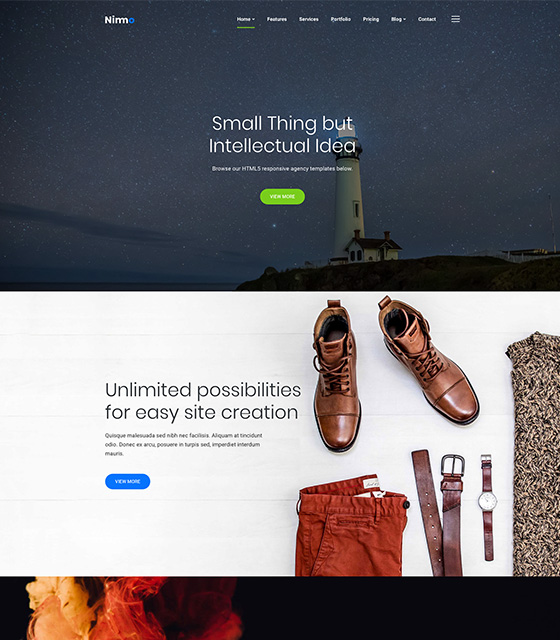 Nimo
Home Features Services Portfolio Pricing Blog Contact
Small Thing but
Intellectual Idea
Browse our HTML5 responsive agency templates below.
VIEW MORE
Unlimited possibilities
for easy site creation
Quisque malesuada sed nibh nec facilisis. Aliquam at tincidunt
odio. Donec ex arcu, posuere in turpis sed, imperdiet interdum
mauris.
VIEW MORE